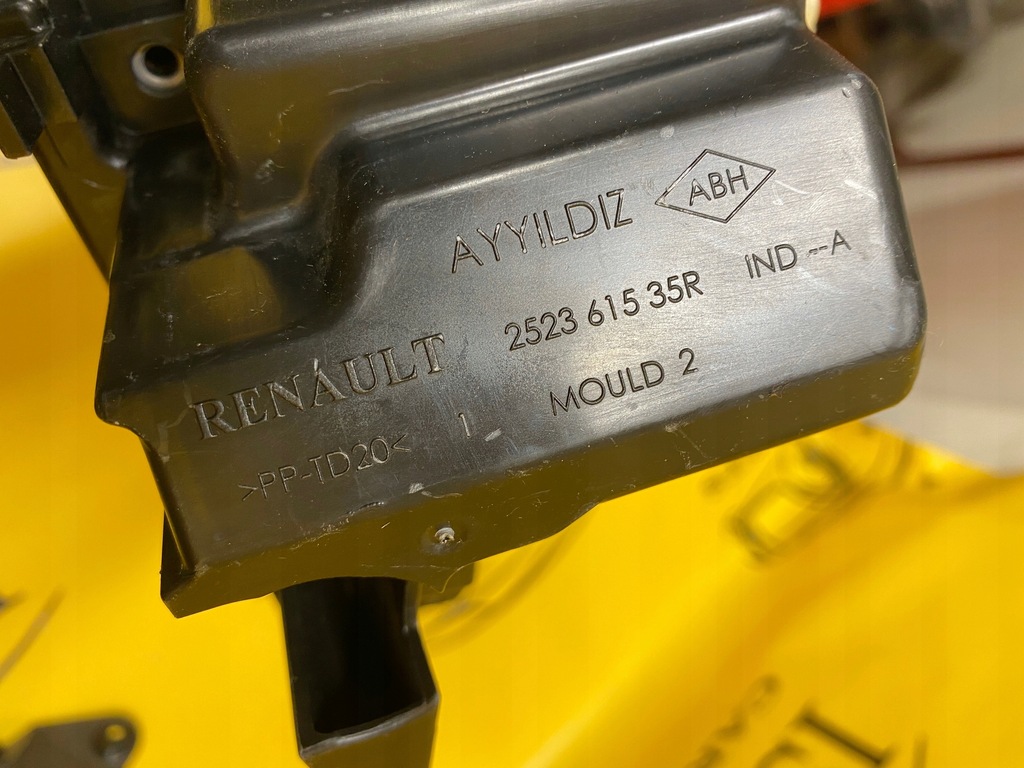 AYYILDIZ ABH
RENAULT 2523 615 35R IND --A
>PP-TD20< 1 MOULD 2